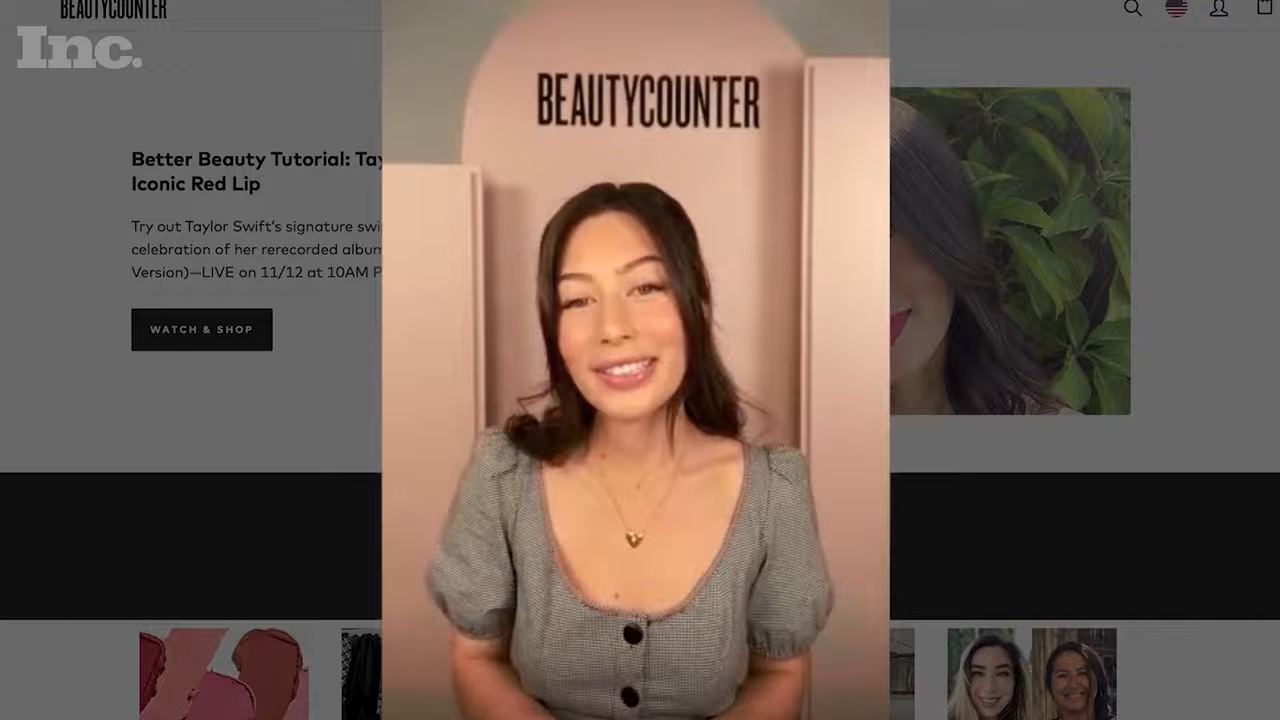 BEAUTYCOUNTER
Inc.
BEAUTYCOUNTER
Better Beauty Tutorial: Tay
Iconic Red Lip
Try out Taylor Swift's signature swi
celebration of her rerecorded album
Version)—LIVE on 11/12 at 10AM P
WATCH & SHOP